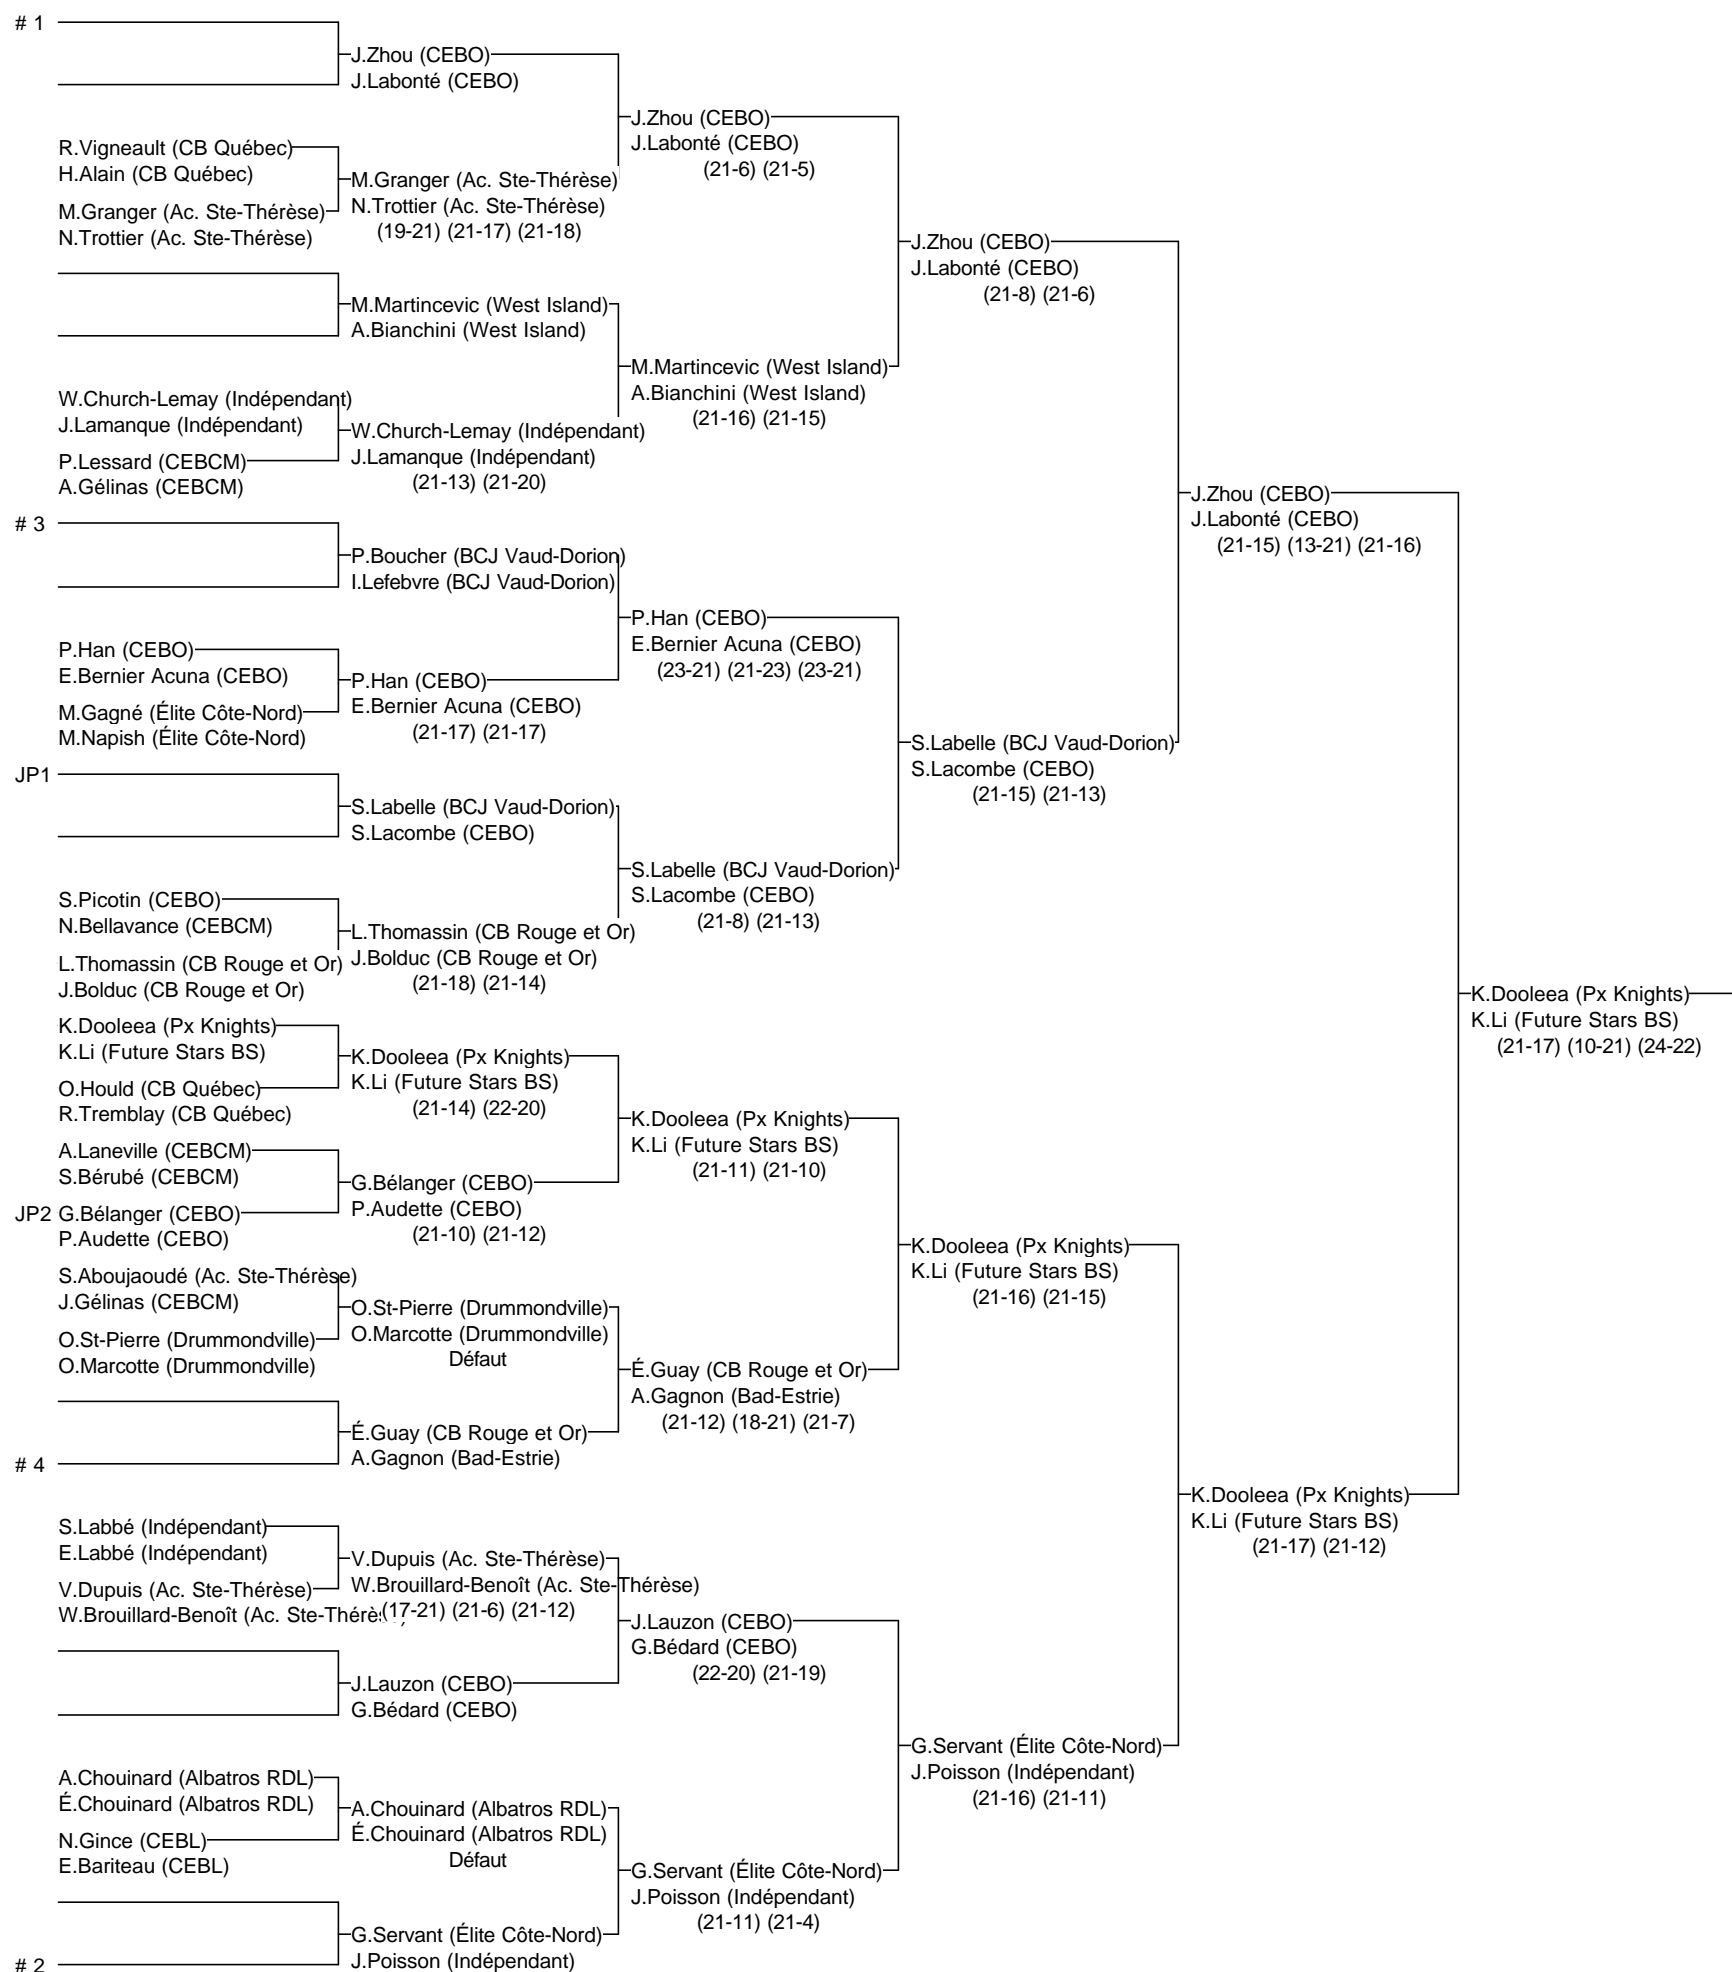 # 1
J.Zhou (CEBO)
J.Labonté (CEBO)
J.Zhou (CEBO)
J.Labonté (CEBO)
(21-6) (21-5)
R.Vigneault (CB Québec)
H.Alain (CB Québec)
M.Granger (Ac. Ste-Thérèse)
N.Trottier (Ac. Ste-Thérèse)
(19-21) (21-17) (21-18)
M.Granger (Ac. Ste-Thérèse)
N.Trottier (Ac. Ste-Thérèse)
J.Zhou (CEBO)
J.Labonté (CEBO)
(21-8) (21-6)
M.Martincevic (West Island)
A.Bianchini (West Island)
M.Martincevic (West Island)
A.Bianchini (West Island)
(21-16) (21-15)
W.Church-Lemay (Indépendant)
J.Lamanque (Indépendant)
W.Church-Lemay (Indépendant)
J.Lamanque (Indépendant)
(21-13) (21-20)
P.Lessard (CEBCM)
A.Gélinas (CEBCM)
J.Zhou (CEBO)
J.Labonté (CEBO)
(21-15) (13-21) (21-16)
# 3
P.Boucher (BCJ Vaud-Dorion)
I.Lefebvre (BCJ Vaud-Dorion)
P.Han (CEBO)
E.Bernier Acuna (CEBO)
(23-21) (21-23) (23-21)
P.Han (CEBO)
E.Bernier Acuna (CEBO)
P.Han (CEBO)
E.Bernier Acuna (CEBO)
(21-17) (21-17)
M.Gagné (Élite Côte-Nord)
M.Napish (Élite Côte-Nord)
S.Labelle (BCJ Vaud-Dorion)
S.Lacombe (CEBO)
(21-15) (21-13)
JP1
S.Labelle (BCJ Vaud-Dorion)
S.Lacombe (CEBO)
S.Labelle (BCJ Vaud-Dorion)
S.Lacombe (CEBO)
(21-8) (21-13)
S.Picotin (CEBO)
N.Bellavance (CEBCM)
L.Thomassin (CB Rouge et Or)
J.Bolduc (CB Rouge et Or)
(21-18) (21-14)
L.Thomassin (CB Rouge et Or)
J.Bolduc (CB Rouge et Or)
K.Dooleea (Px Knights)
K.Li (Future Stars BS)
(21-17) (10-21) (24-22)
K.Dooleea (Px Knights)
K.Li (Future Stars BS)
K.Dooleea (Px Knights)
K.Li (Future Stars BS)
(21-14) (22-20)
O.Hould (CB Québec)
R.Tremblay (CB Québec)
K.Dooleea (Px Knights)
K.Li (Future Stars BS)
(21-11) (21-10)
A.Laneville (CEBCM)
S.Bérubé (CEBCM)
G.Bélanger (CEBO)
P.Audette (CEBO)
(21-10) (21-12)
JP2 G.Bélanger (CEBO)
P.Audette (CEBO)
K.Dooleea (Px Knights)
K.Li (Future Stars BS)
(21-16) (21-15)
S.Aboujaoudé (Ac. Ste-Thérèse)
J.Gélinas (CEBCM)
O.St-Pierre (Drummondville)
O.Marcotte (Drummondville)
Défaut
O.St-Pierre (Drummondville)
O.Marcotte (Drummondville)
É.Guay (CB Rouge et Or)
A.Gagnon (Bad-Estrie)
(21-12) (18-21) (21-7)
É.Guay (CB Rouge et Or)
A.Gagnon (Bad-Estrie)
# 4
K.Dooleea (Px Knights)
K.Li (Future Stars BS)
(21-17) (21-12)
S.Labbé (Indépendant)
E.Labbé (Indépendant)
V.Dupuis (Ac. Ste-Thérèse)
W.Brouillard-Benoît (Ac. Ste-Thérèse)
(17-21) (21-6) (21-12)
V.Dupuis (Ac. Ste-Thérèse)
W.Brouillard-Benoît (Ac.
J.Lauzon (CEBO)
G.Bédard (CEBO)
(22-20) (21-19)
J.Lauzon (CEBO)
G.Bédard (CEBO)
G.Servant (Élite Côte-Nord)
J.Poisson (Indépendant)
(21-16) (21-11)
A.Chouinard (Albatros RDL)
É.Chouinard (Albatros RDL)
A.Chouinard (Albatros RDL)
É.Chouinard (Albatros RDL)
Défaut
N.Gince (CEBL)
E.Bariteau (CEBL)
G.Servant (Élite Côte-Nord)
J.Poisson (Indépendant)
(21-11) (21-4)
G.Servant (Élite Côte-Nord)
J.Poisson (Indépendant)
# 2